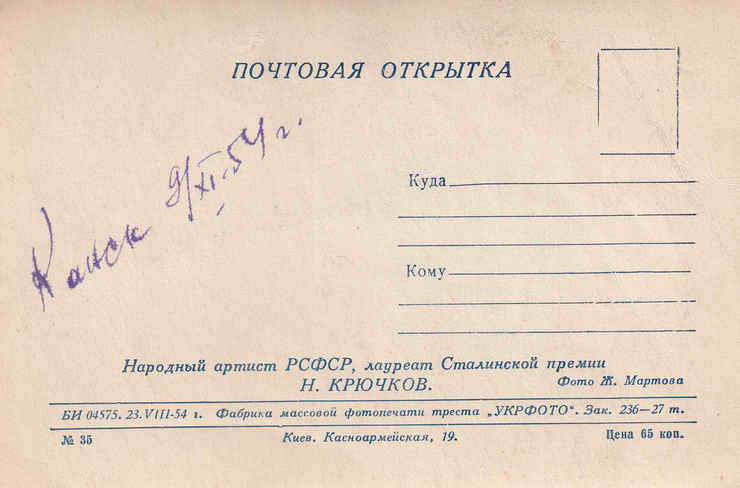 ПОЧТОВАЯ ОТКРЫТКА
Канск 9/XI-54 г.
Куда
Кому
Народный артист РСФСР, лауреат Сталинской премии
Н. КРЮЧКОВ.
Фото Ж. Мартова
БИ 04575. 23.VIII-54 г. Фабрика массовой фотопечати треста „УКРФОТО“. Зак. 236—27 т.
№ 35
Киев. Касноармейская, 19.
Цена 65 коп.